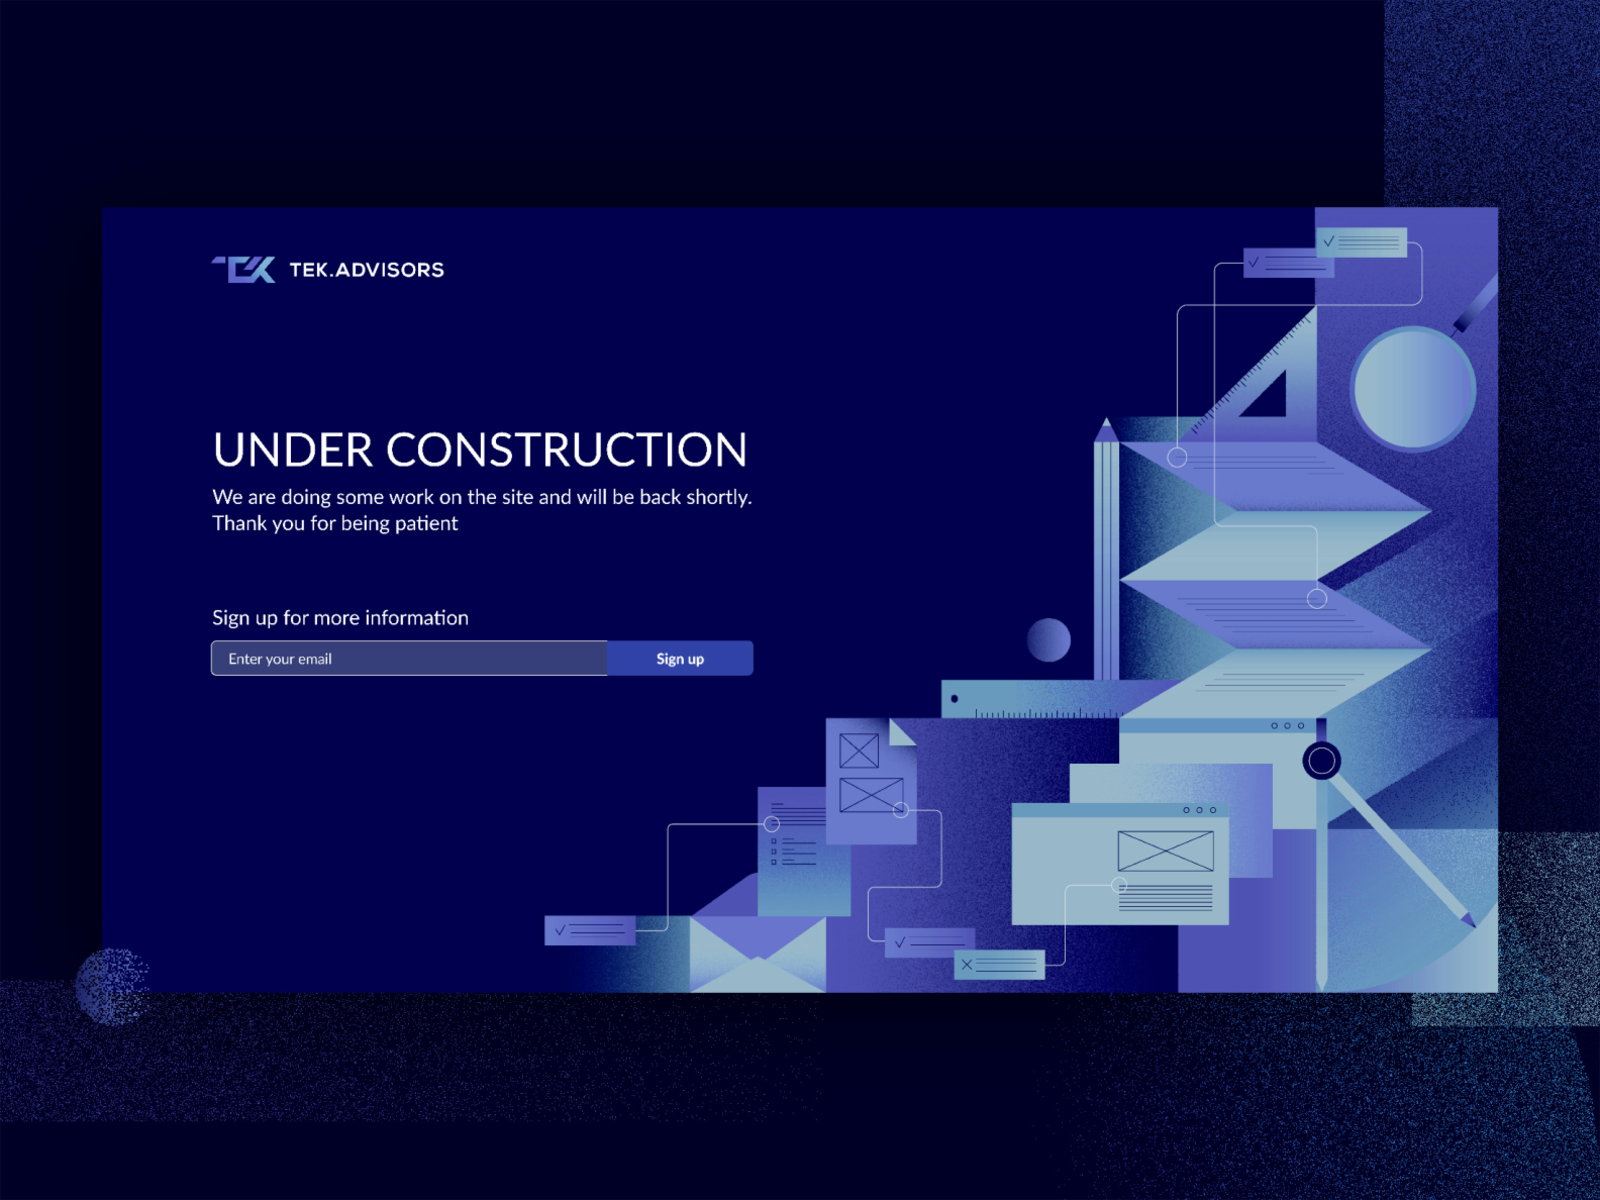 TEK TEK.ADVISORS
UNDER CONSTRUCTION
We are doing some work on the site and will be back shortly.
Thank you for being patient
Sign up for more information
Enter your email
Sign up